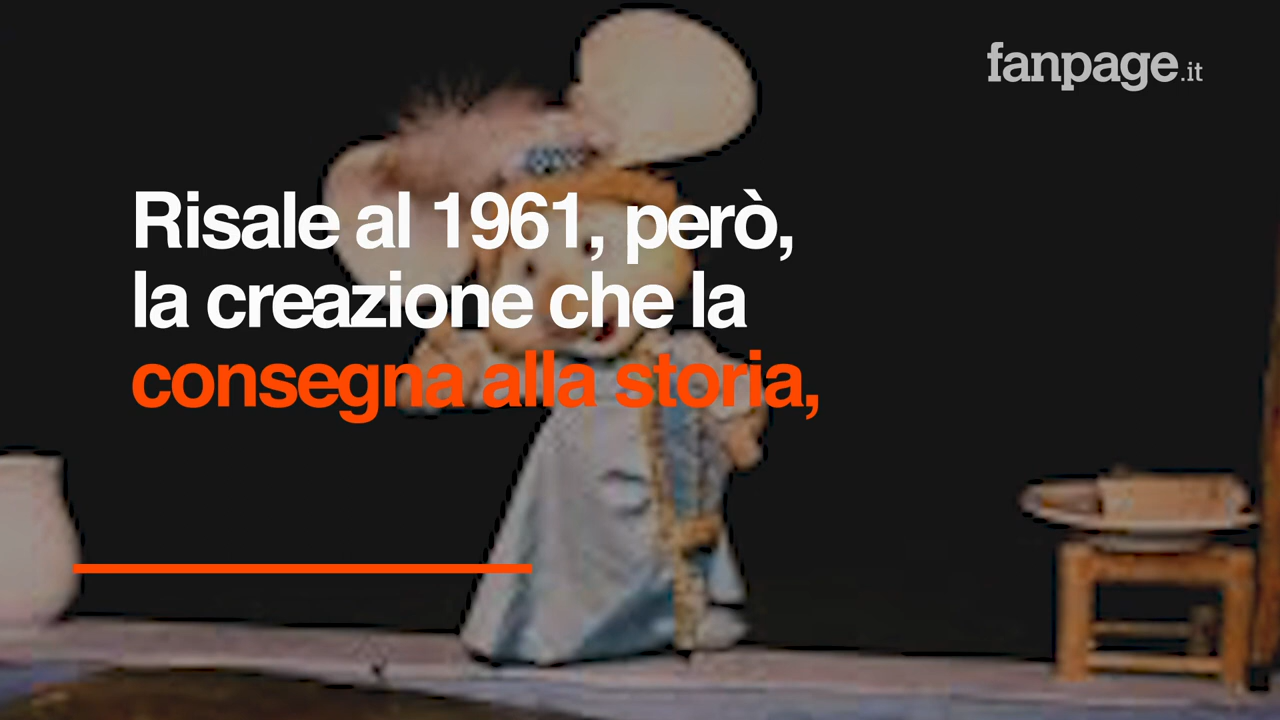 fanpage.it
Risale al 1961, però,
la creazione che la
consegna alla storia,